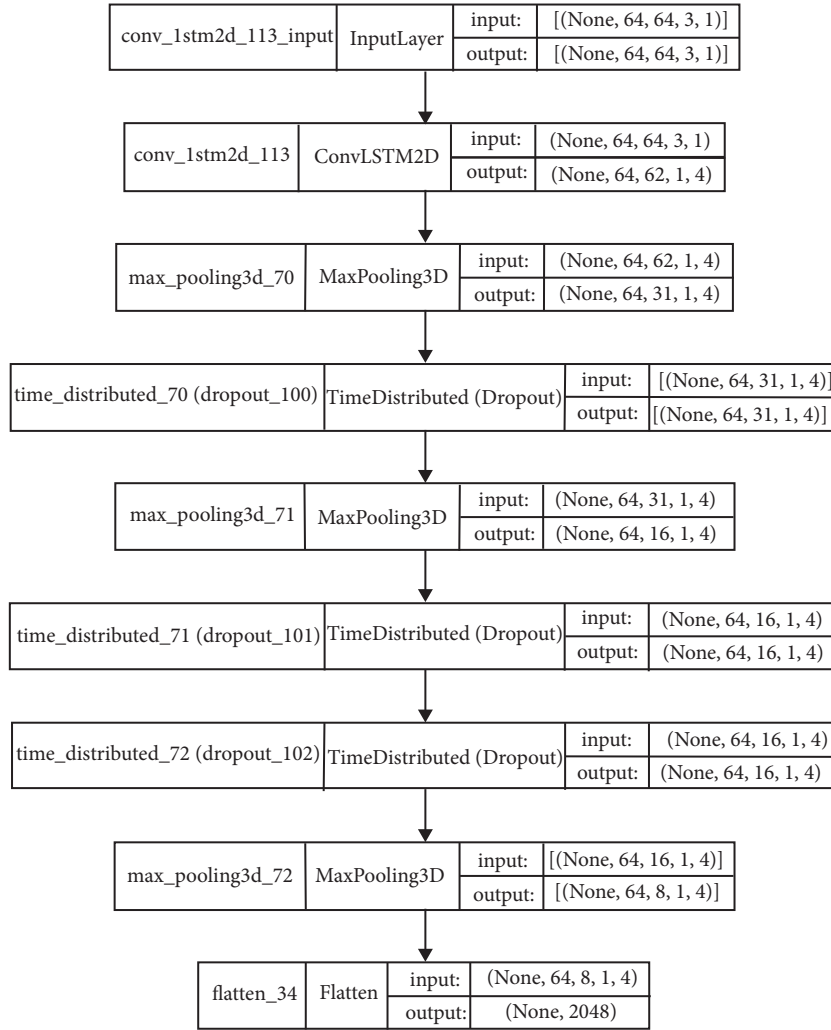 conv_1stm2d_113_input InputLayer input: [(None, 64, 64, 3, 1)]
output: [(None, 64, 64, 3, 1)]
conv_1stm2d_113 ConvLSTM2D input: (None, 64, 64, 3, 1)
output: (None, 64, 62, 1, 4)
max_pooling3d_70 MaxPooling3D input: (None, 64, 62, 1, 4)
output: (None, 64, 31, 1, 4)
time_distributed_70 (dropout_100) TimeDistributed (Dropout) input: [(None, 64, 31, 1, 4)]
output: [(None, 64, 31, 1, 4)]
max_pooling3d_71 MaxPooling3D input: (None, 64, 31, 1, 4)
output: (None, 64, 16, 1, 4)
time_distributed_71 (dropout_101) TimeDistributed (Dropout) input: (None, 64, 16, 1, 4)
output: (None, 64, 16, 1, 4)
time_distributed_72 (dropout_102) TimeDistributed (Dropout) input: (None, 64, 16, 1, 4)
output: (None, 64, 16, 1, 4)
max_pooling3d_72 MaxPooling3D input: [(None, 64, 16, 1, 4)]
output: [(None, 64, 8, 1, 4)]
flatten_34 Flatten input: (None, 64, 8, 1, 4)
output: (None, 2048)